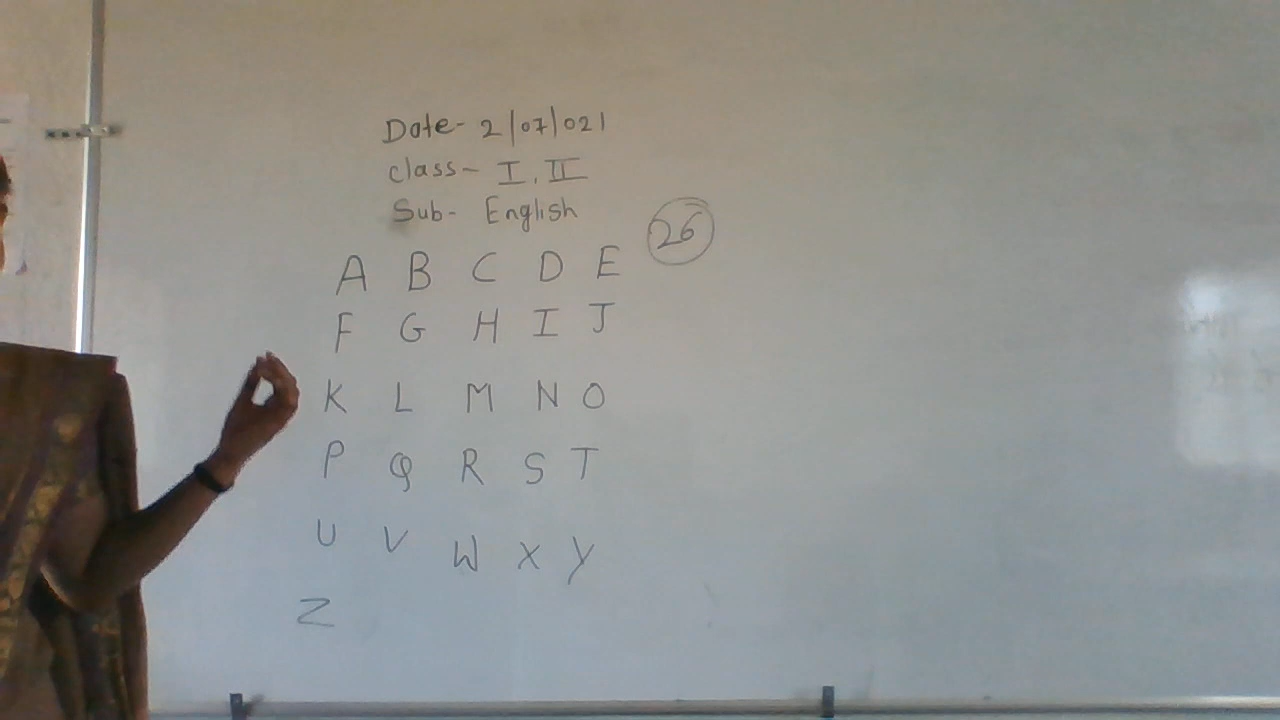 Date- 2/07/021
class- I, II
Sub- English
26
A B C D E
F G H I J
K L M N O
P Q R S T
U V W X Y
Z